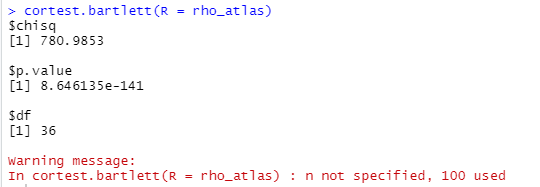 > cortest.bartlett(R = rho_atlas)
$chisq
[1] 780.9853
$p.value
[1] 8.646135e-141
$df
[1] 36
Warning message:
In cortest.bartlett(R = rho_atlas) : n not specified, 100 used